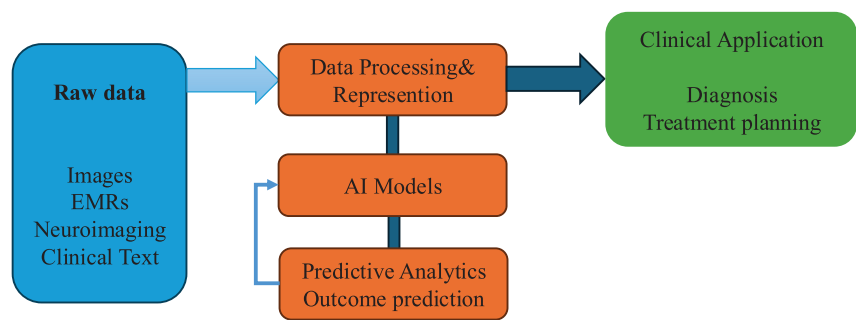 Raw data
Images
EMRs
Neuroimaging
Clinical Text
Data Processing&
Represention
AI Models
Predictive Analytics
Outcome prediction
Clinical Application
Diagnosis
Treatment planning